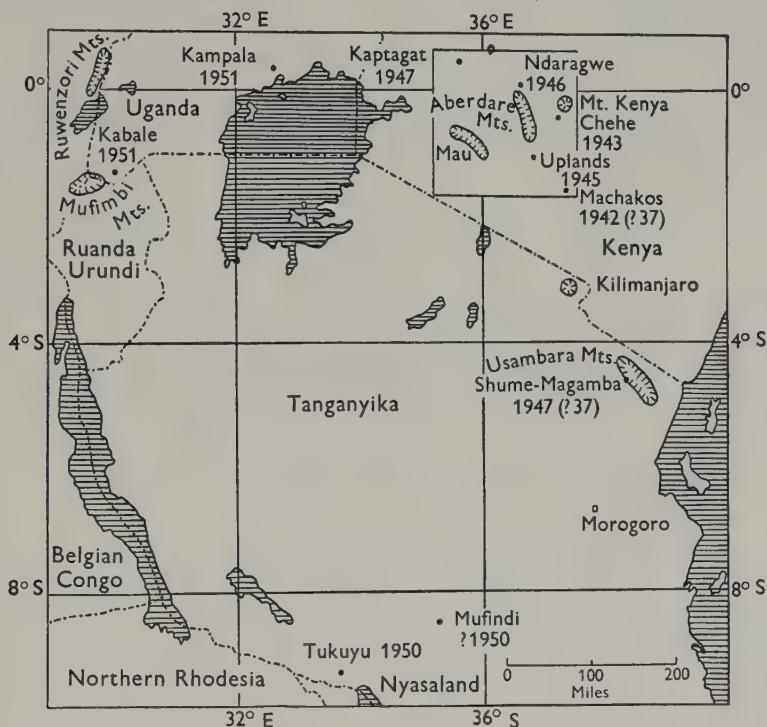 32° E
36° E
Ruwenzori Mts.
Kampala
1951
Kaptagat
1947
Ndaragwe
1946
0°
0°
Uganda
Aberdare
Mts.
Mt. Kenya
Chehe
1943
Kabale
1951
Mau
Uplands
1945
Mufimbi
Mts.
Machakos
1942 (?37)
Ruanda
Urundi
Kenya
Kilimanjaro
4° S
4° S
Usambara Mts.
Shume-Magamba
1947 (?37)
Tanganyika
Morogoro
Belgian
Congo
8° S
8° S
Mufindi
?1950
Tukuyu 1950
Northern Rhodesia
Nyasaland
0 100 200
Miles
32° E
36° S